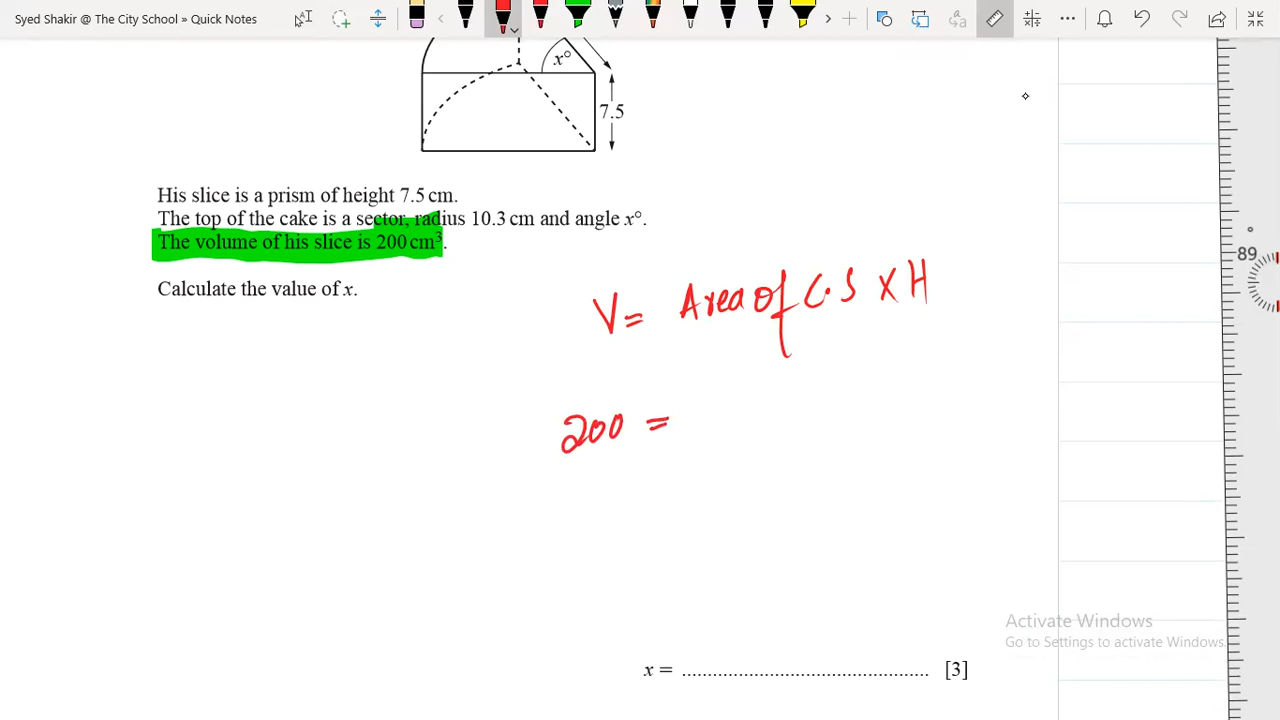 Syed Shakir @ The City School » Quick Notes
x°
7.5
His slice is a prism of height 7.5 cm.
The top of the cake is a sector, radius 10.3 cm and angle x°.
The volume of his slice is 200 cm³.
Calculate the value of x.
V = Area of C.S X H
89
200 =
Activate Windows
Go to Settings to activate Windows.
x = ............................................... [3]